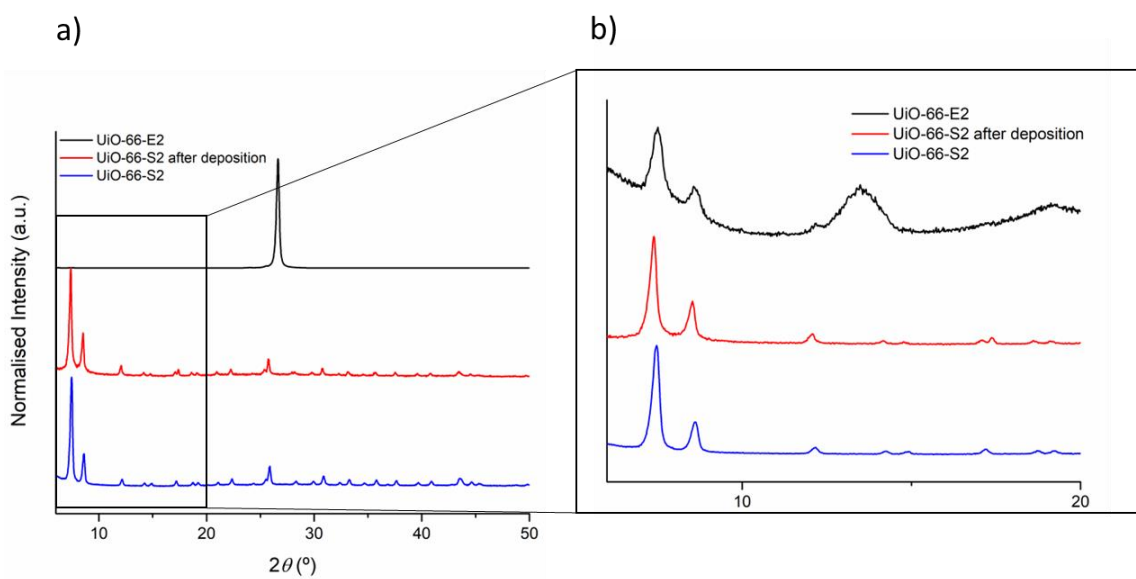 a)
b)
UiO-66-E2
UiO-66-S2 after deposition
UiO-66-S2
Normalised Intensity (a.u.)
10
20
30
40
50
2θ (º)
UiO-66-E2
UiO-66-S2 after deposition
UiO-66-S2
10
20